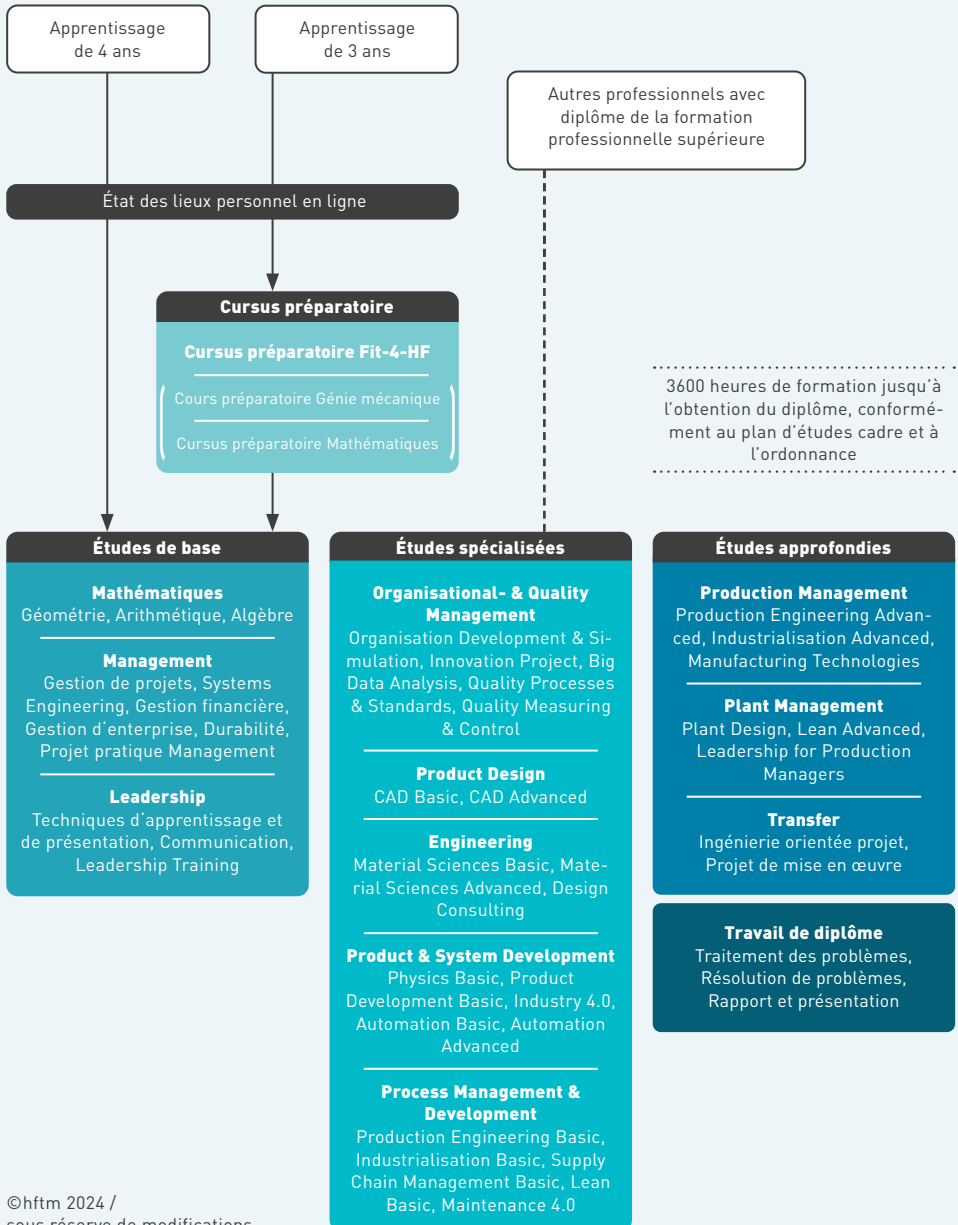 Apprentissage
de 4 ans
Apprentissage
de 3 ans
Autres professionnels avec
diplôme de la formation
professionnelle supérieure
État des lieux personnel en ligne
Cursus préparatoire
Cursus préparatoire Fit-4-HF
Cours préparatoire Génie mécanique
Cursus préparatoire Mathématiques
3600 heures de formation jusqu'à
l'obtention du diplôme, conformé-
ment au plan d'études cadre et à
l'ordonnance
Études de base
Mathématiques
Géométrie, Arithmétique, Algèbre
Management
Gestion de projets, Systems
Engineering, Gestion financière,
Gestion d'enterprise, Durabilité,
Projet pratique Management
Leadership
Techniques d'apprentissage et
de présentation, Communication,
Leadership Training
Études spécialisées
Organisational- & Quality
Management
Organisation Development & Si-
mulation, Innovation Project, Big
Data Analysis, Quality Processes
& Standards, Quality Measuring
& Control
Product Design
CAD Basic, CAD Advanced
Engineering
Material Sciences Basic, Mate-
rial Sciences Advanced, Design
Consulting
Product & System Development
Physics Basic, Product
Development Basic, Industry 4.0,
Automation Basic, Automation
Advanced
Process Management &
Development
Production Engineering Basic,
Industrialisation Basic, Supply
Chain Management Basic, Lean
Basic, Maintenance 4.0
Études approfondies
Production Management
Production Engineering Advan-
ced, Industrialisation Advanced,
Manufacturing Technologies
Plant Management
Plant Design, Lean Advanced,
Leadership for Production
Managers
Transfer
Ingénierie orientée projet,
Projet de mise en œuvre
Travail de diplôme
Traitement des problèmes,
Résolution de problèmes,
Rapport et présentation
©hftm 2024 /
sous réserve de modifications